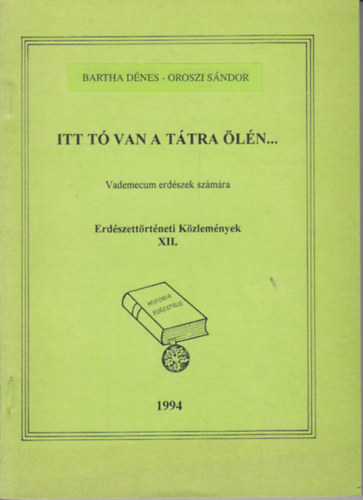 BARTHA DÉNES - OROSZI SÁNDOR
ITT TÓ VAN A TÁTRA ÖLÉN...
Vademecum erdészek számára
Erdészettörténeti Közlemények
XII.
HISTORIA
FORESTALIS
1994